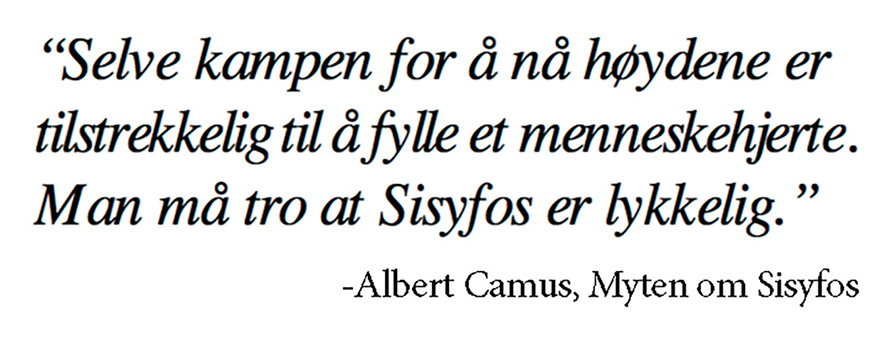 “Selve kampen for å nå høydene er
tilstrekkelig til å fylle et menneskehjerte.
Man må tro at Sisyfos er lykkelig.”
-Albert Camus, Myten om Sisyfos